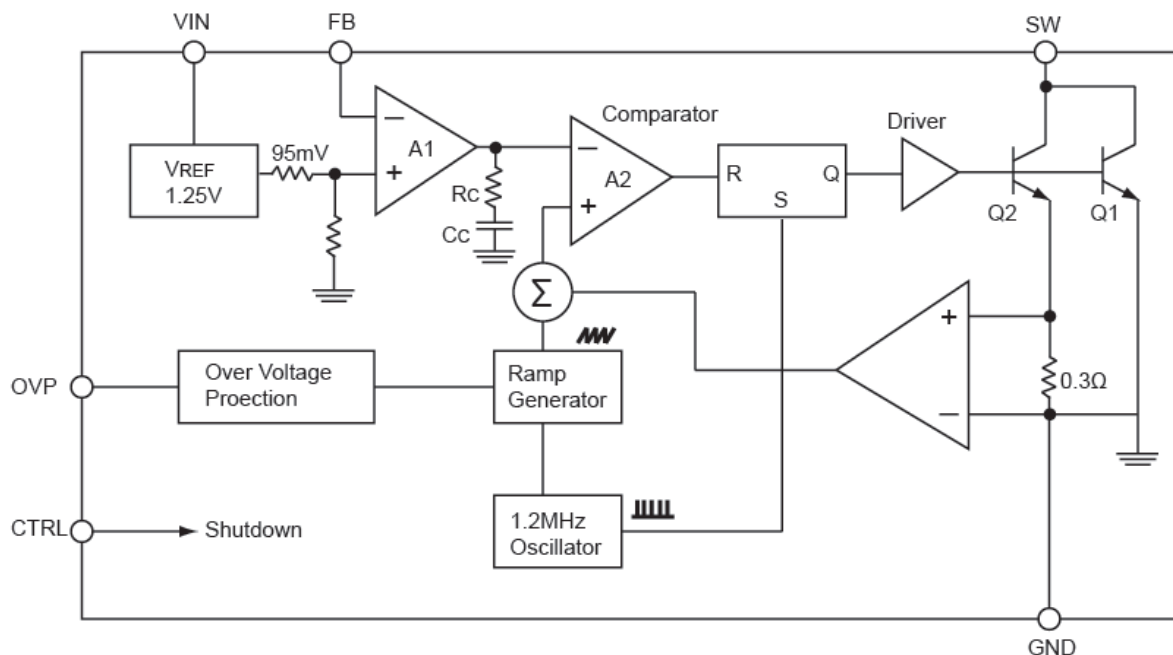 VIN
FB
SW
Comparator
Driver
VREF
1.25V
95mV
−
A1
+
−
A2
+
R
Q
S
Rc
Cc
Q2
Q1
Σ
+
−
0.3Ω
OVP
Over Voltage
Proection
Ramp
Generator
CTRL
Shutdown
1.2MHz
Oscillator
GND